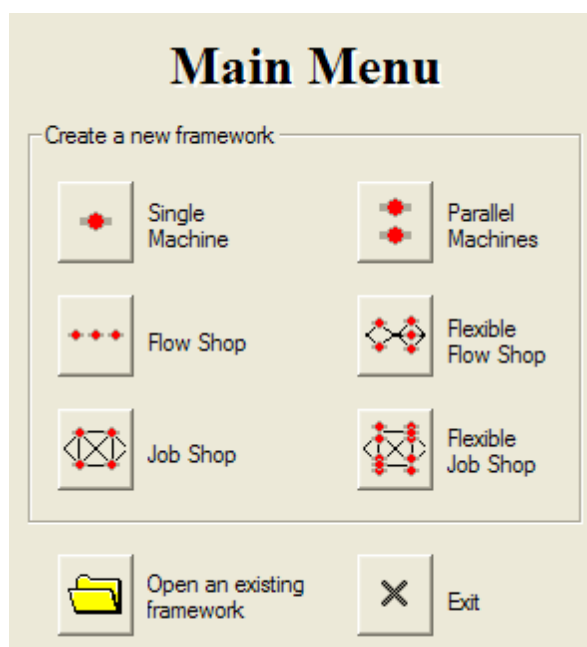 Main Menu
Create a new framework
Single
Machine
Parallel
Machines
Flow Shop
Flexible
Flow Shop
Job Shop
Flexible
Job Shop
Open an existing
framework
Exit